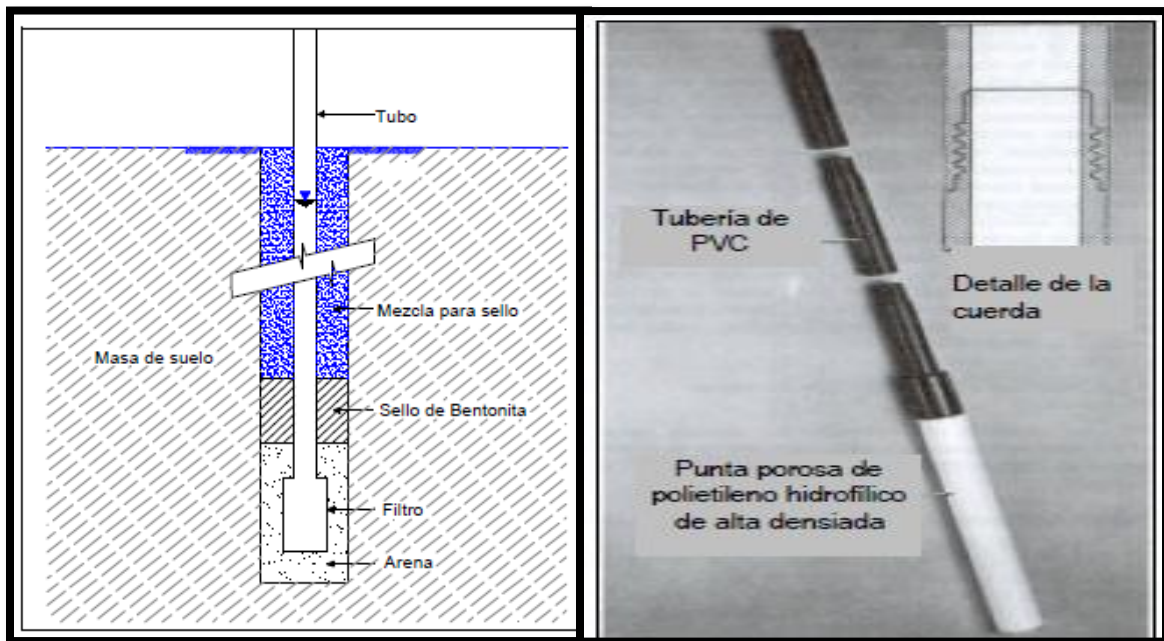 Tubo
Mezcla para sello
Masa de suelo
Sello de Bentonita
Filtro
Arena
Tubería de
PVC
Detalle de la
cuerda
Punta porosa de
polietileno hidrofílico
de alta densiada